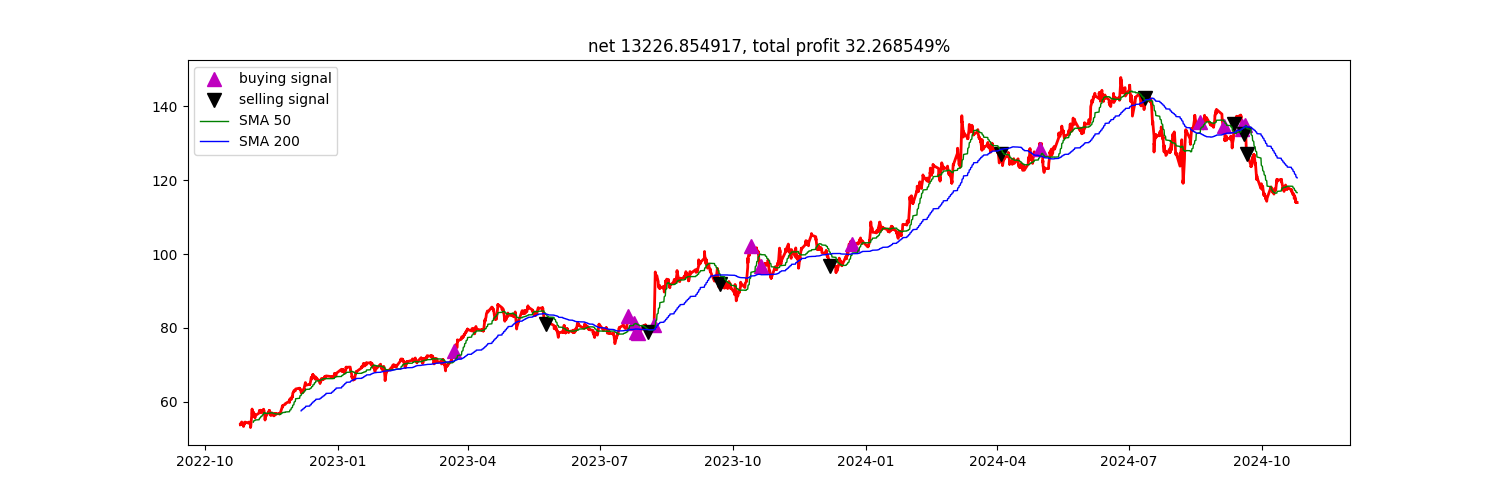 net 13226.854917, total profit 32.268549%
buying signal
selling signal
SMA 50
SMA 200
140
120
100
80
60
2022-10 2023-01 2023-04 2023-07 2023-10 2024-01 2024-04 2024-07 2024-10